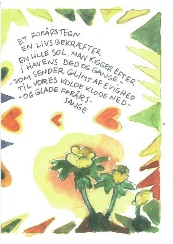 ET FORÅRSTEGN
EN LIVS BEKRÆFTER
EN LILLE SOL, MAN KIGGER EFTER
I HAVENS BED OG GANGE
- SOM SENDER GLIMT AF EVIGHED
TIL VORES KOLDE KLODE NED -
- OG GLADE FORÅRS-
SANGE